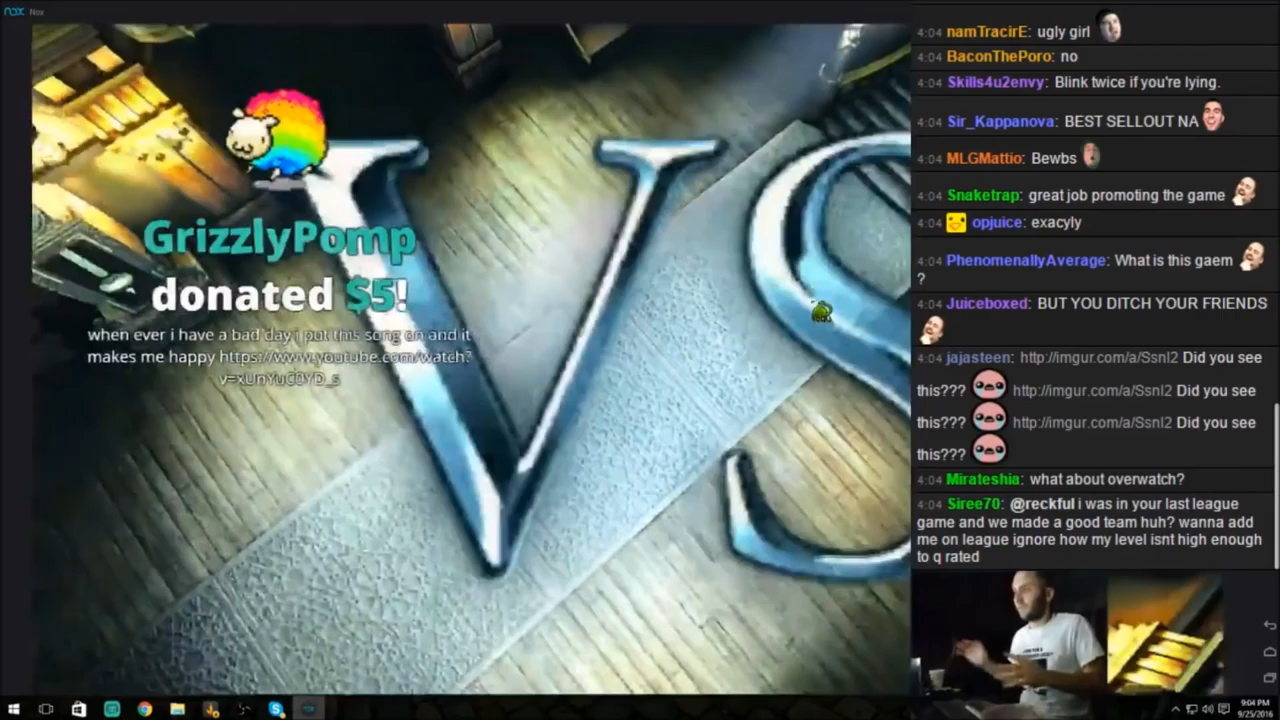 nox Nox
VS
GrizzlyPomp
donated $5!
when ever i have a bad day i put this song on and it
makes me happy https://www.youtube.com/watch?
4:04 namTracirE: ugly girl
4:04 BaconThePoro: no
4:04 Skills4u2envy: Blink twice if you're lying.
4:04 Sir_Kappanova: BEST SELLOUT NA
4:04 MLGMattio: Bewbs
4:04 Snaketrap: great job promoting the game
4:04 opjuice: exacyly
4:04 PhenomenallyAverage: What is this gaem
?
4:04 Juiceboxed: BUT YOU DITCH YOUR FRIENDS
4:04 jajasteen: http://imgur.com/a/Ssnl2 Did you see
this??? http://imgur.com/a/Ssnl2 Did you see
this??? http://imgur.com/a/Ssnl2 Did you see
this???
4:04 Mirateshia: what about overwatch?
4:04 Siree70: @reckful i was in your last league
game and we made a good team huh? wanna add
me on league ignore how my level isnt high enough
to q rated
9:04 PM
9/25/2016